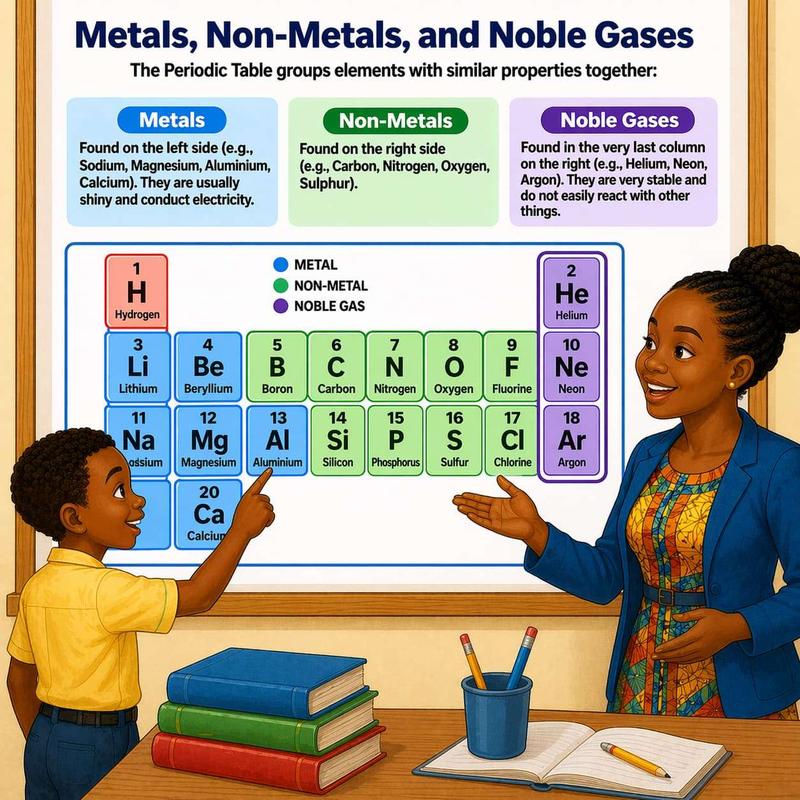 Metals, Non-Metals, and Noble Gases
The Periodic Table groups elements with similar properties together:
Metals
Found on the left side (e.g.,
Sodium, Magnesium, Aluminium,
Calcium). They are usually
shiny and conduct electricity.
Non-Metals
Found on the right side
(e.g., Carbon, Nitrogen, Oxygen,
Sulphur).
Noble Gases
Found in the very last column
on the right (e.g., Helium, Neon,
Argon). They are very stable and
do not easily react with other
things.
METAL
NON-METAL
NOBLE GAS
1
H
Hydrogen
2
He
Helium
3
Li
Lithium
4
Be
Beryllium
5
B
Boron
6
C
Carbon
7
N
Nitrogen
8
O
Oxygen
9
F
Fluorine
10
Ne
Neon
11
Na
12
Mg
Magnesium
13
Al
Aluminium
14
Si
Silicon
15
P
Phosphorus
16
S
Sulfur
17
Cl
Chlorine
18
Ar
Argon
20
Ca